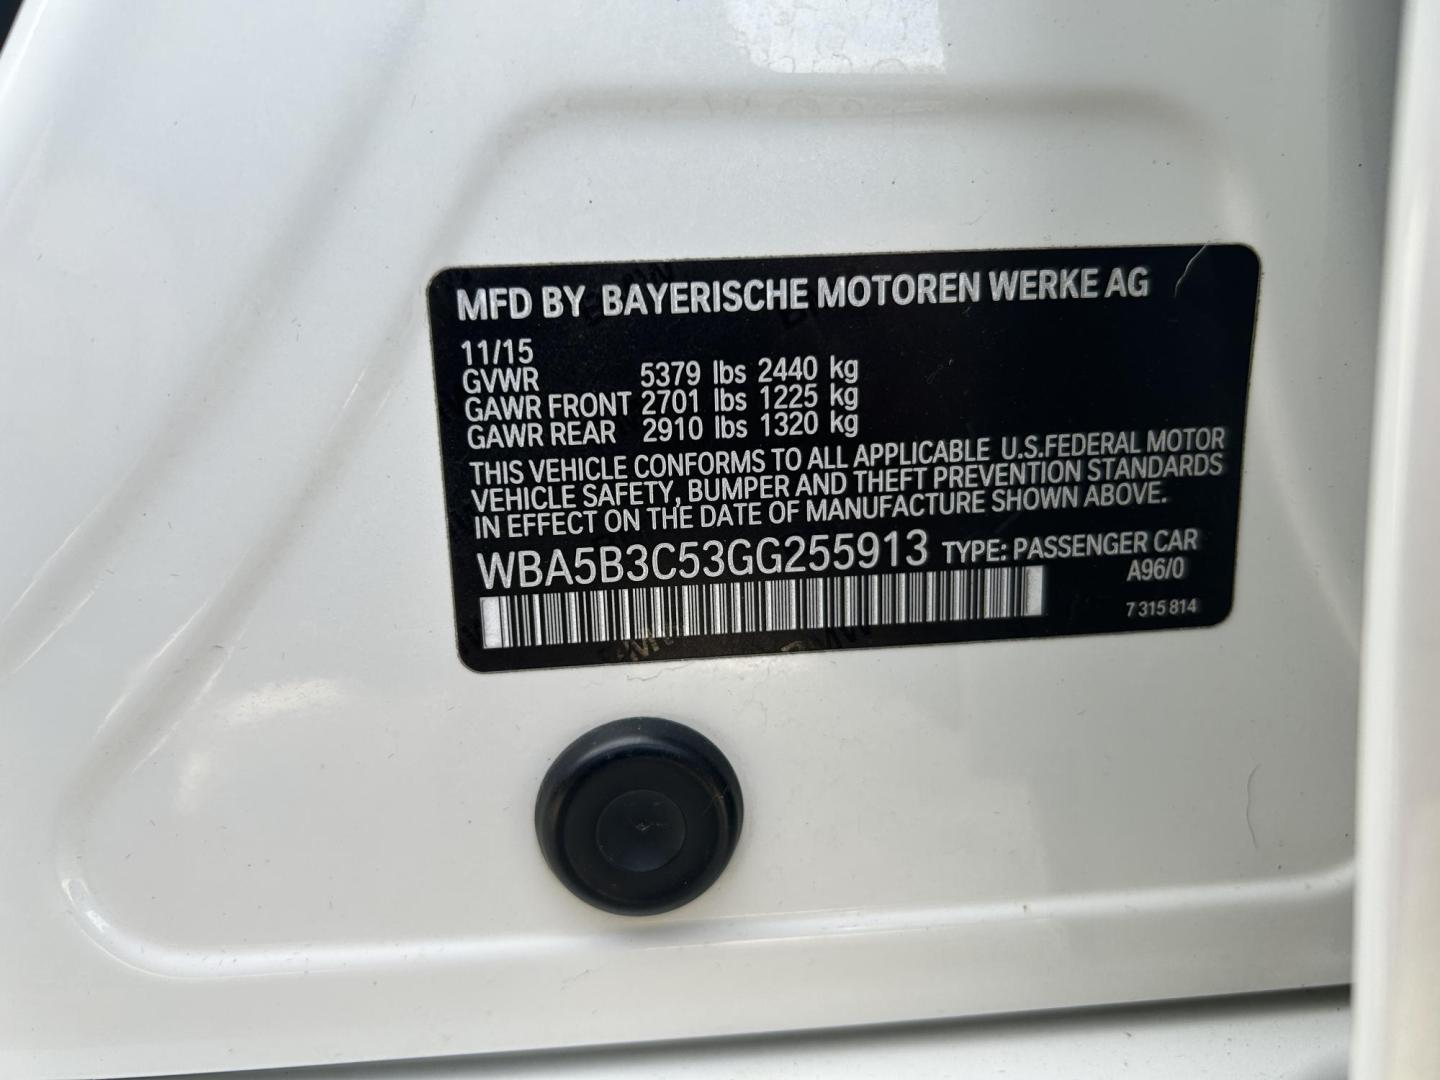 MFD BY BAYERISCHE MOTOREN WERKE AG
11/15
GVWR 5379 lbs 2440 kg
GAWR FRONT 2701 lbs 1225 kg
GAWR REAR 2910 lbs 1320 kg
THIS VEHICLE CONFORMS TO ALL APPLICABLE U.S.FEDERAL MOTOR
VEHICLE SAFETY, BUMPER AND THEFT PREVENTION STANDARDS
IN EFFECT ON THE DATE OF MANUFACTURE SHOWN ABOVE.
WBA5B3C53GG255913 TYPE: PASSENGER CAR
A96/0
7 315 814